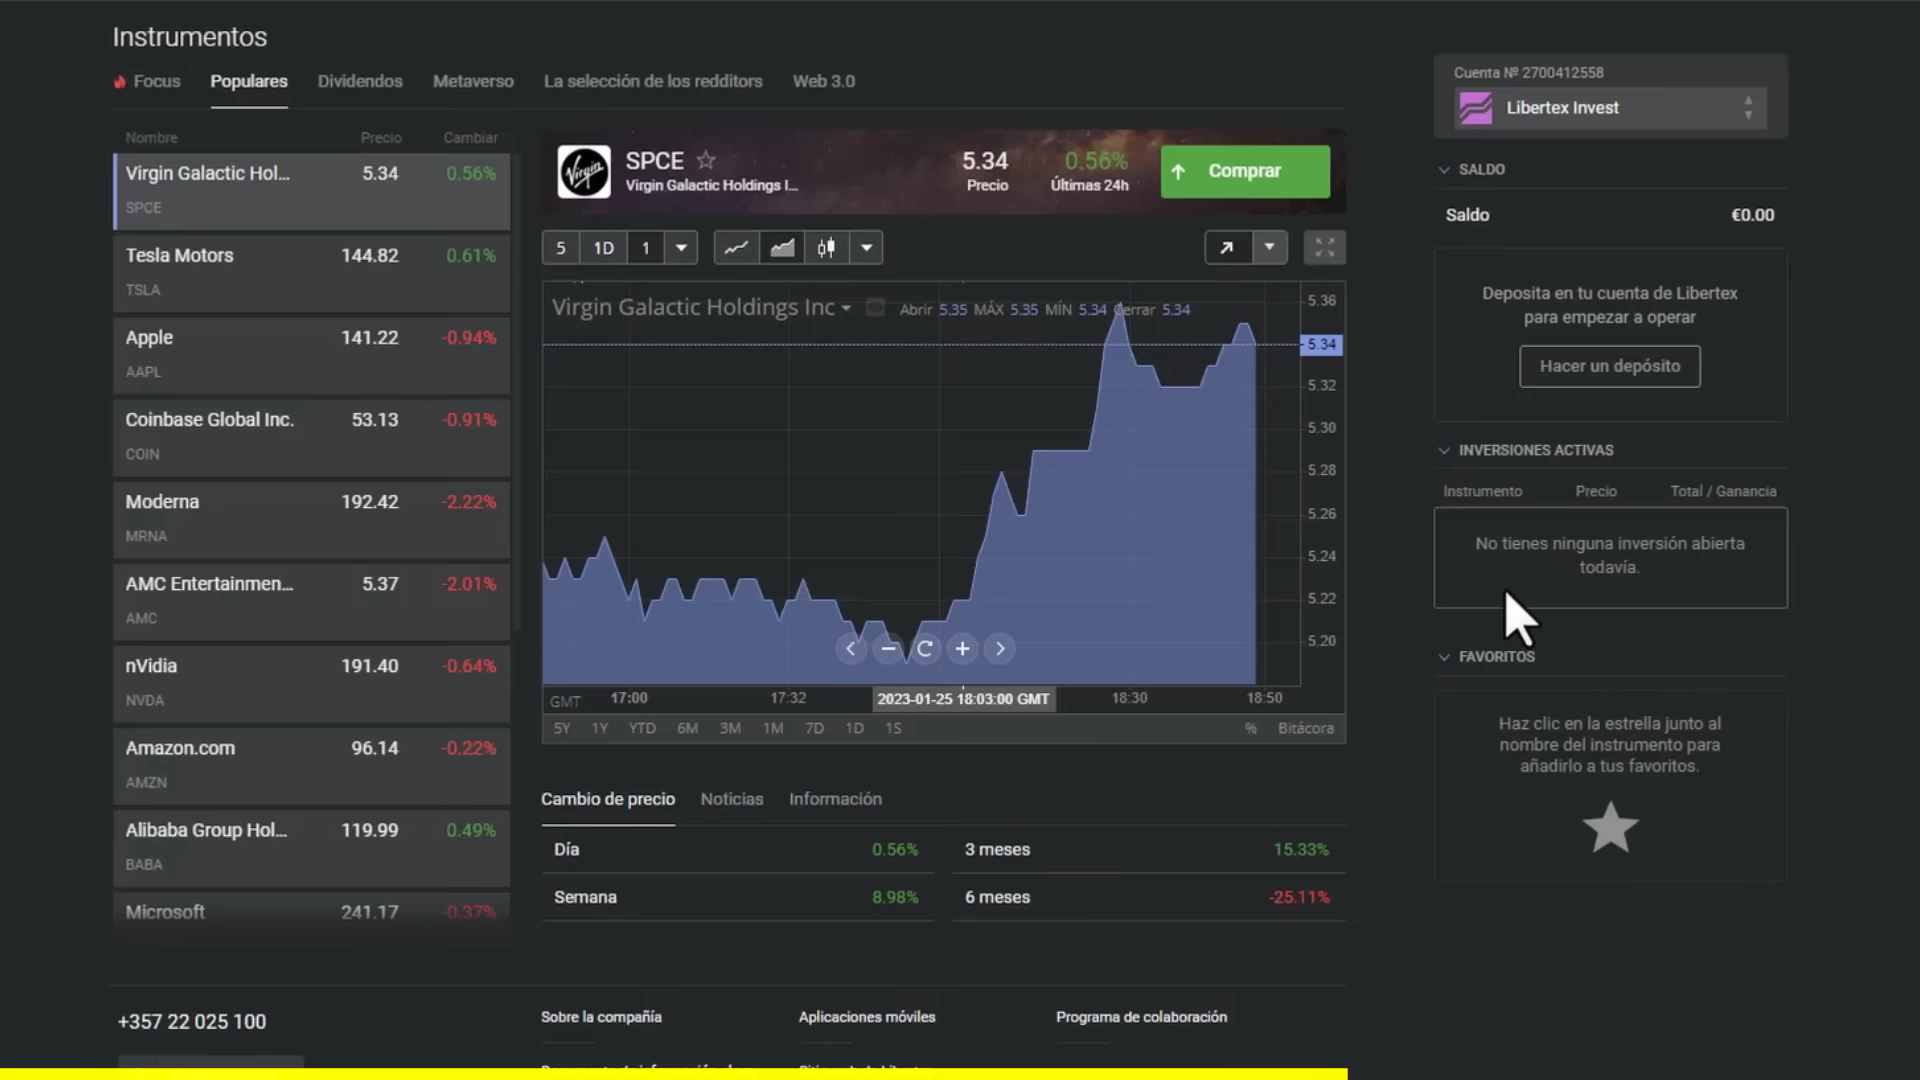 Instrumentos
Focus Populares Dividendos Metaverso La selección de los redditors Web 3.0
Nombre Precio Cambiar
Virgin Galactic Hol... 5.34 0.56%
SPCE
Tesla Motors 144.82 0.61%
TSLA
Apple 141.22 -0.94%
AAPL
Coinbase Global Inc. 53.13 -0.91%
COIN
Moderna 192.42 -2.22%
MRNA
AMC Entertainmen... 5.37 -2.01%
AMC
nVidia 191.40 -0.64%
NVDA
Amazon.com 96.14 -0.22%
AMZN
Alibaba Group Hol... 119.99 0.49%
BABA
Microsoft 241.17 -0.37%
Virgin
SPCE 5.34 0.56% Comprar
Virgin Galactic Holdings I... Precio Últimas 24h
5 1D 1
Virgin Galactic Holdings Inc Abrir 5.35 MÁX 5.35 MÍN 5.34 Cerrar 5.34
5.36
5.34
5.32
5.30
5.28
5.26
5.24
5.22
5.20
GMT 17:00 17:32 2023-01-25 18:03:00 GMT 18:30 18:50
5Y 1Y YTD 6M 3M 1M 7D 1D 1S % Bitácora
Cambio de precio Noticias Información
Día 0.56% 3 meses 15.33%
Semana 8.98% 6 meses -25.11%
Cuenta Nº 2700412558
Libertex Invest
SALDO
Saldo €0.00
Deposita en tu cuenta de Libertex
para empezar a operar
Hacer un depósito
INVERSIONES ACTIVAS
Instrumento Precio Total / Ganancia
No tienes ninguna inversión abierta
todavía.
FAVORITOS
Haz clic en la estrella junto al
nombre del instrumento para
añadirlo a tus favoritos.
+357 22 025 100
Sobre la compañía Aplicaciones móviles Programa de colaboración